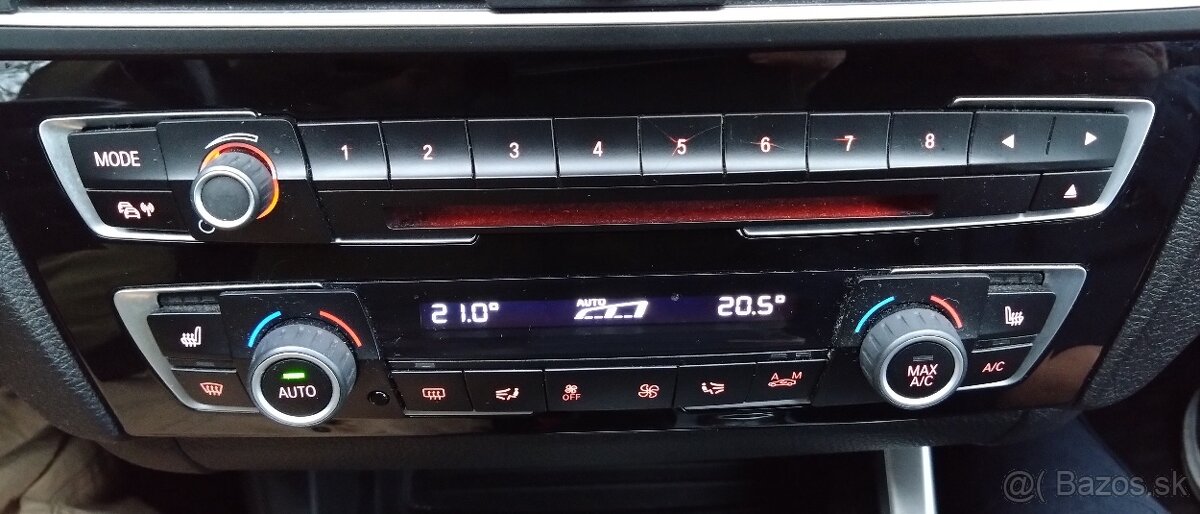 MODE 1 2 3 4 5 6 7 8
21.0° AUTO 20.5°
AUTO OFF A M MAX A/C A/C
@( Bazos.sk